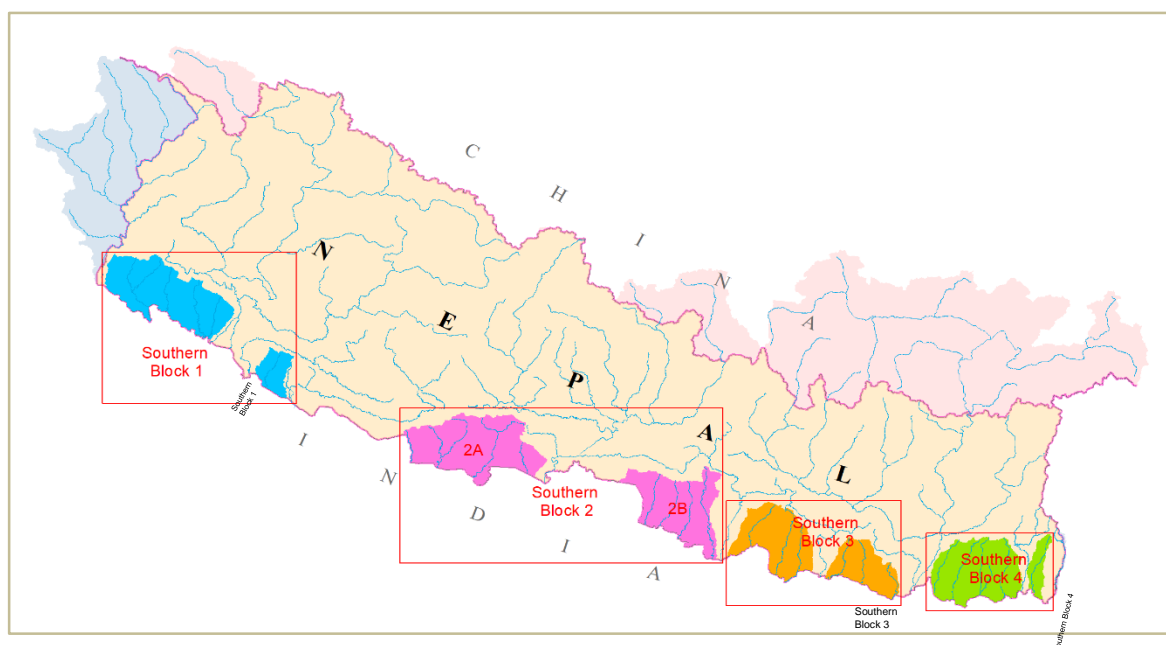 C H I N A
N E P A L
I N D I A
Southern
Block 1
Southern
Block 1
2A
Southern
Block 2
2B
Southern
Block 3
Southern
Block 3
Southern
Block 4
Southern Block 4